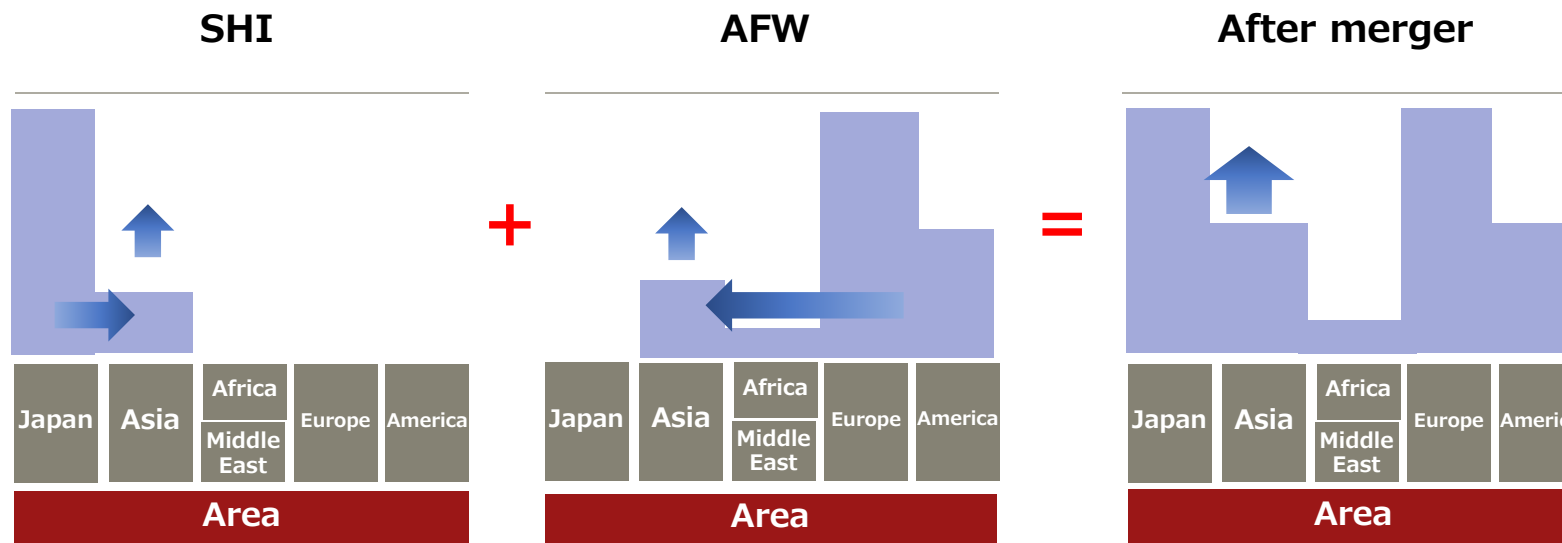 SHI
AFW
After merger
+
=
Japan
Asia
Africa
Middle
East
Europe
America
Area
Japan
Asia
Africa
Middle
East
Europe
America
Area
Japan
Asia
Africa
Middle
East
Europe
Americ
Area